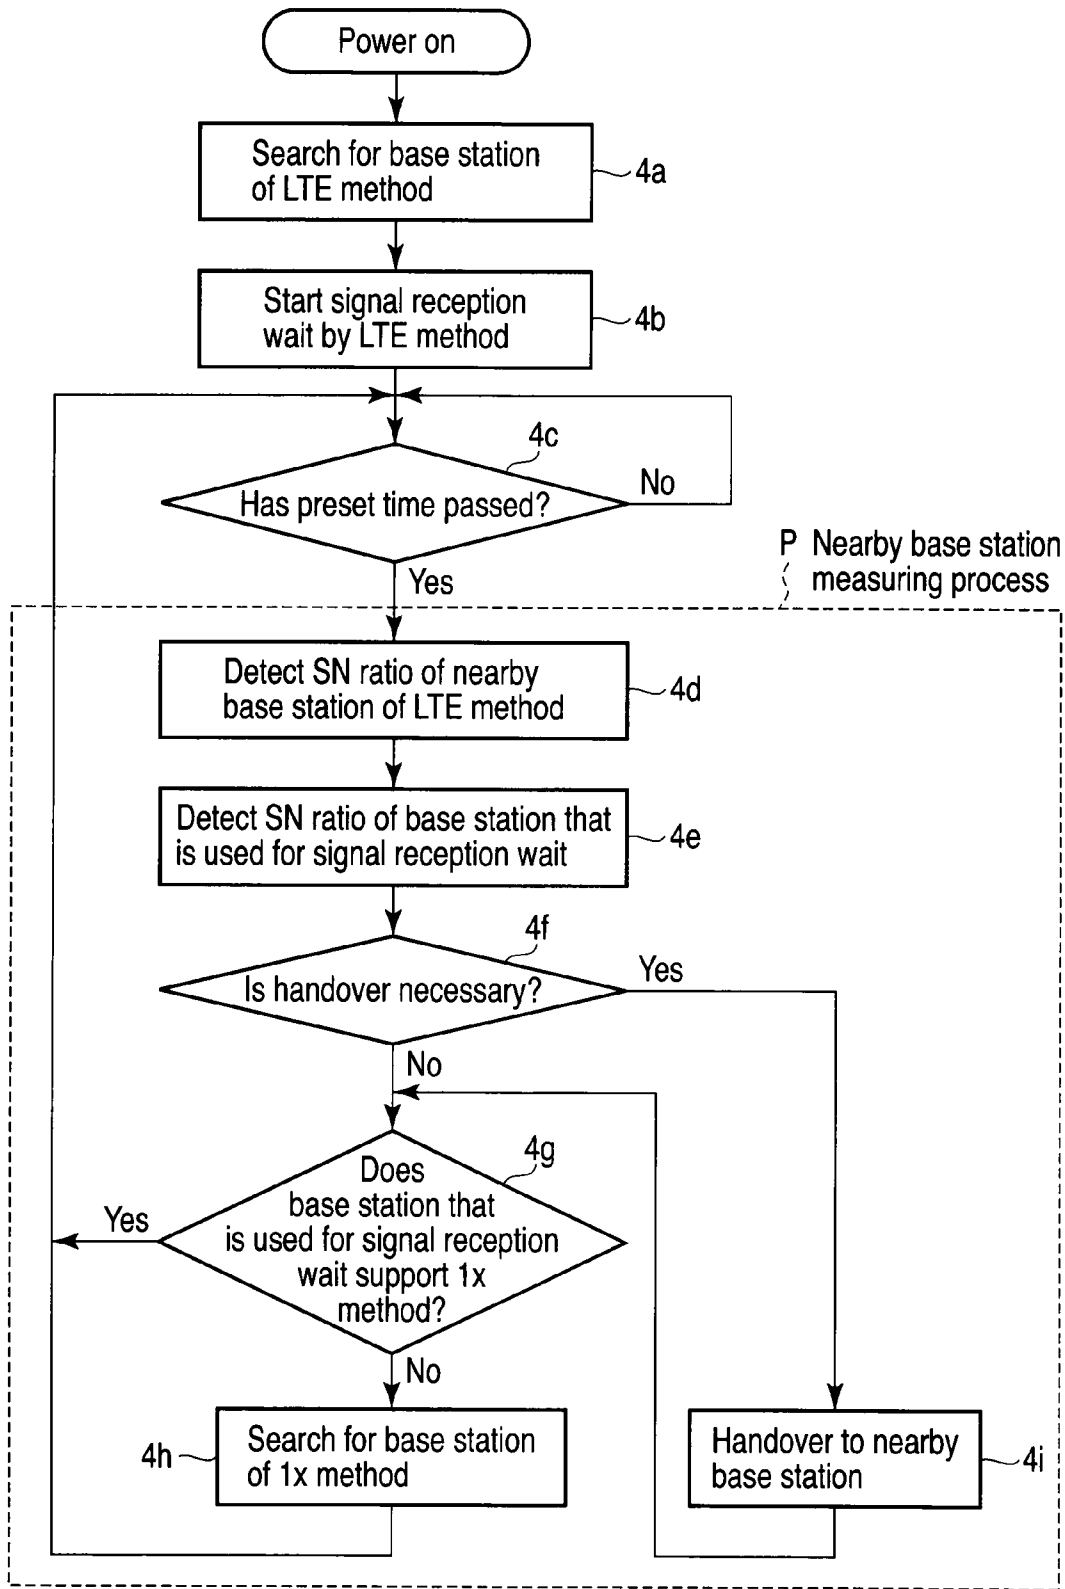 Power on
Search for base station
of LTE method
4a
Start signal reception
wait by LTE method
4b
4c
Has preset time passed?
No
Yes
P Nearby base station
measuring process
Detect SN ratio of nearby
base station of LTE method
4d
Detect SN ratio of base station that
is used for signal reception wait
4e
4f
Is handover necessary?
Yes
No
4g
Does
base station that
is used for signal reception
wait support 1x
method?
Yes
No
4h
Search for base station
of 1x method
Handover to nearby
base station
4i